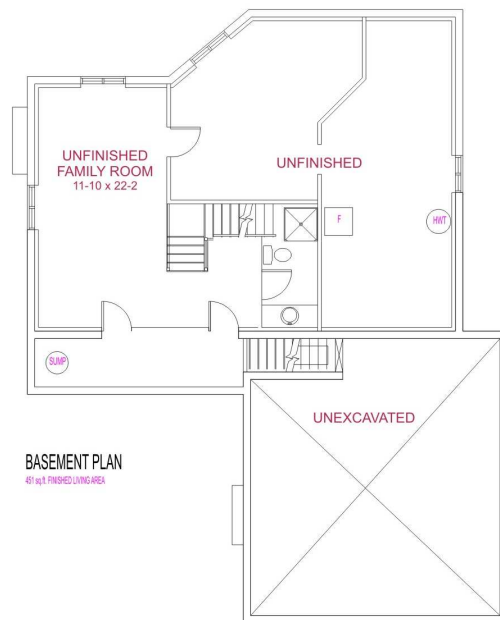 UNFINISHED
FAMILY ROOM
11-10 x 22-2
UNFINISHED
F
HWT
SUMP
UNEXCAVATED
BASEMENT PLAN
451 sq.ft. FINISHED LIVING AREA